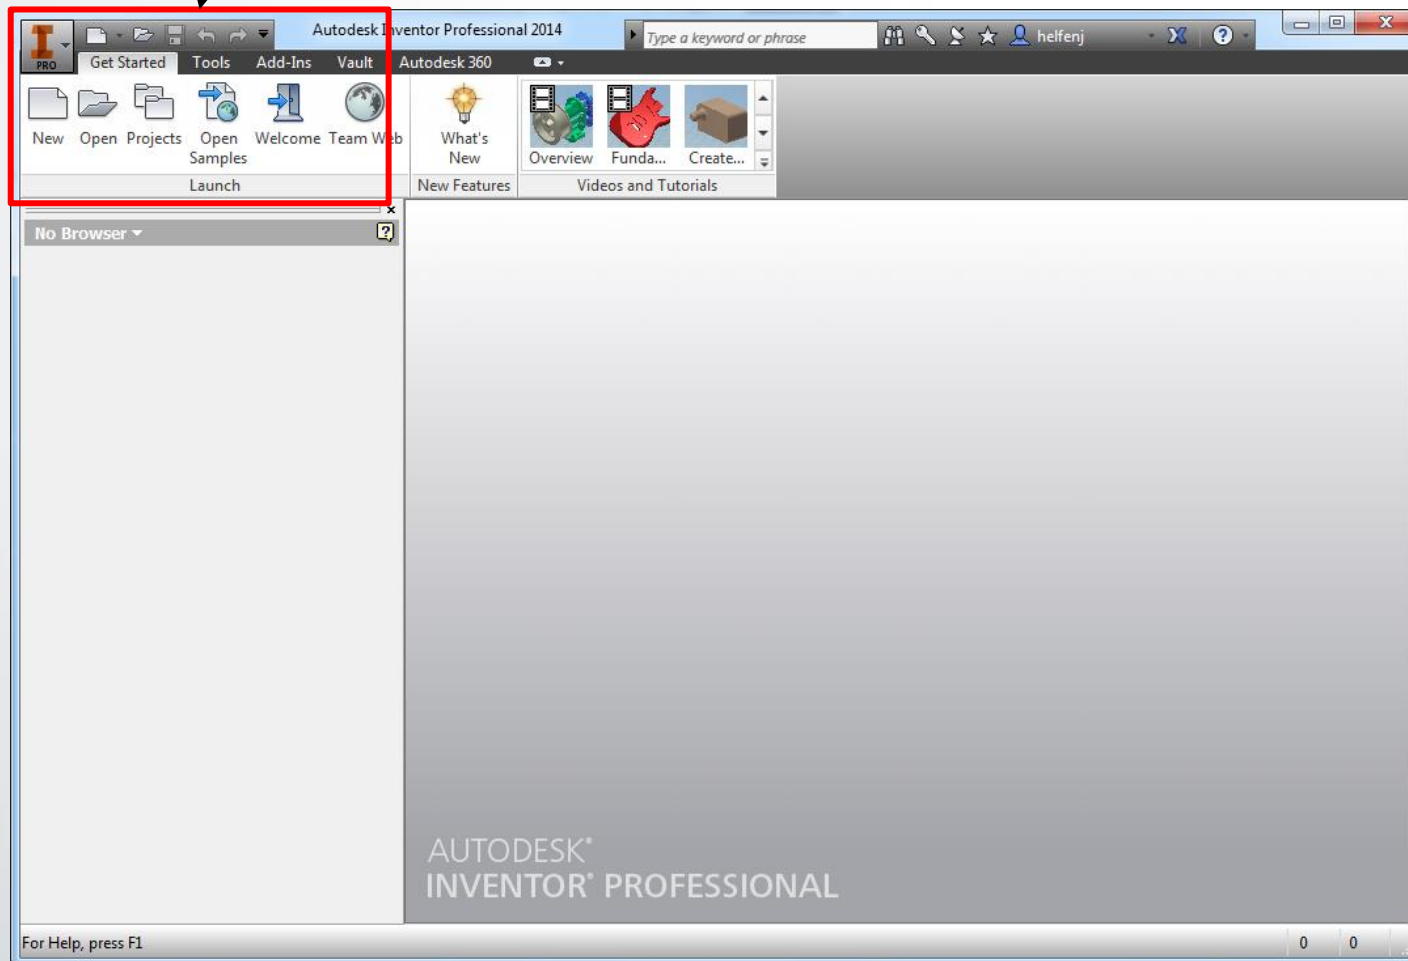 Autodesk Inventor Professional 2014
Type a keyword or phrase
helfenj
PRO
Get Started Tools Add-Ins Vault Autodesk 360
New Open Projects Open Samples Welcome Team Web What's New Overview Funda... Create...
Launch New Features Videos and Tutorials
No Browser
AUTODESK®
INVENTOR® PROFESSIONAL
For Help, press F1 0 0